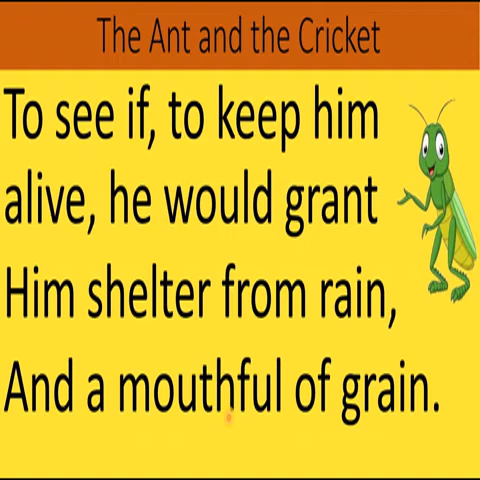 The Ant and the Cricket
To see if, to keep him
alive, he would grant
Him shelter from rain,
And a mouthful of grain.